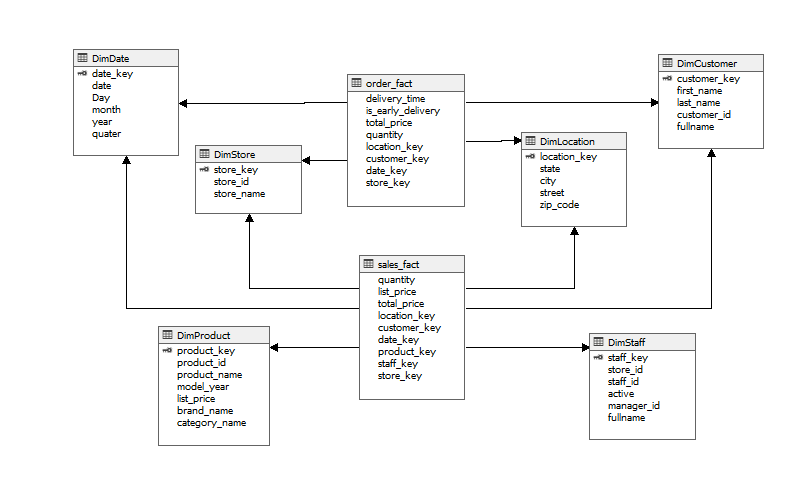 DimDate
date_key
date
Day
month
year
quater
DimStore
store_key
store_id
store_name
order_fact
delivery_time
is_early_delivery
total_price
quantity
location_key
customer_key
date_key
store_key
DimLocation
location_key
state
city
street
zip_code
DimCustomer
customer_key
first_name
last_name
customer_id
fullname
sales_fact
quantity
list_price
total_price
location_key
customer_key
date_key
product_key
staff_key
store_key
DimProduct
product_key
product_id
product_name
model_year
list_price
brand_name
category_name
DimStaff
staff_key
store_id
staff_id
active
manager_id
fullname